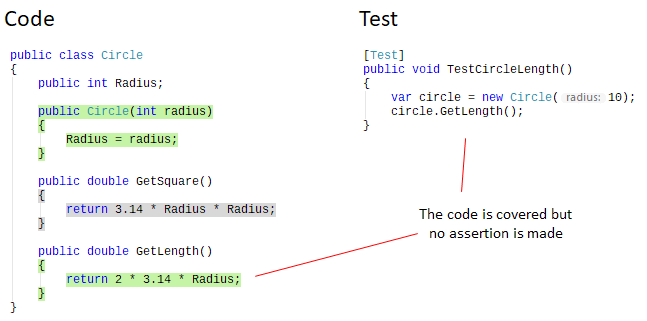 Code
public class Circle
{
public int Radius;
public Circle(int radius)
{
Radius = radius;
}
public double GetSquare()
{
return 3.14 * Radius * Radius;
}
public double GetLength()
{
return 2 * 3.14 * Radius;
}
}
Test
[Test]
public void TestCircleLength()
{
var circle = new Circle( radius: 10);
circle.GetLength();
}
The code is covered but
no assertion is made